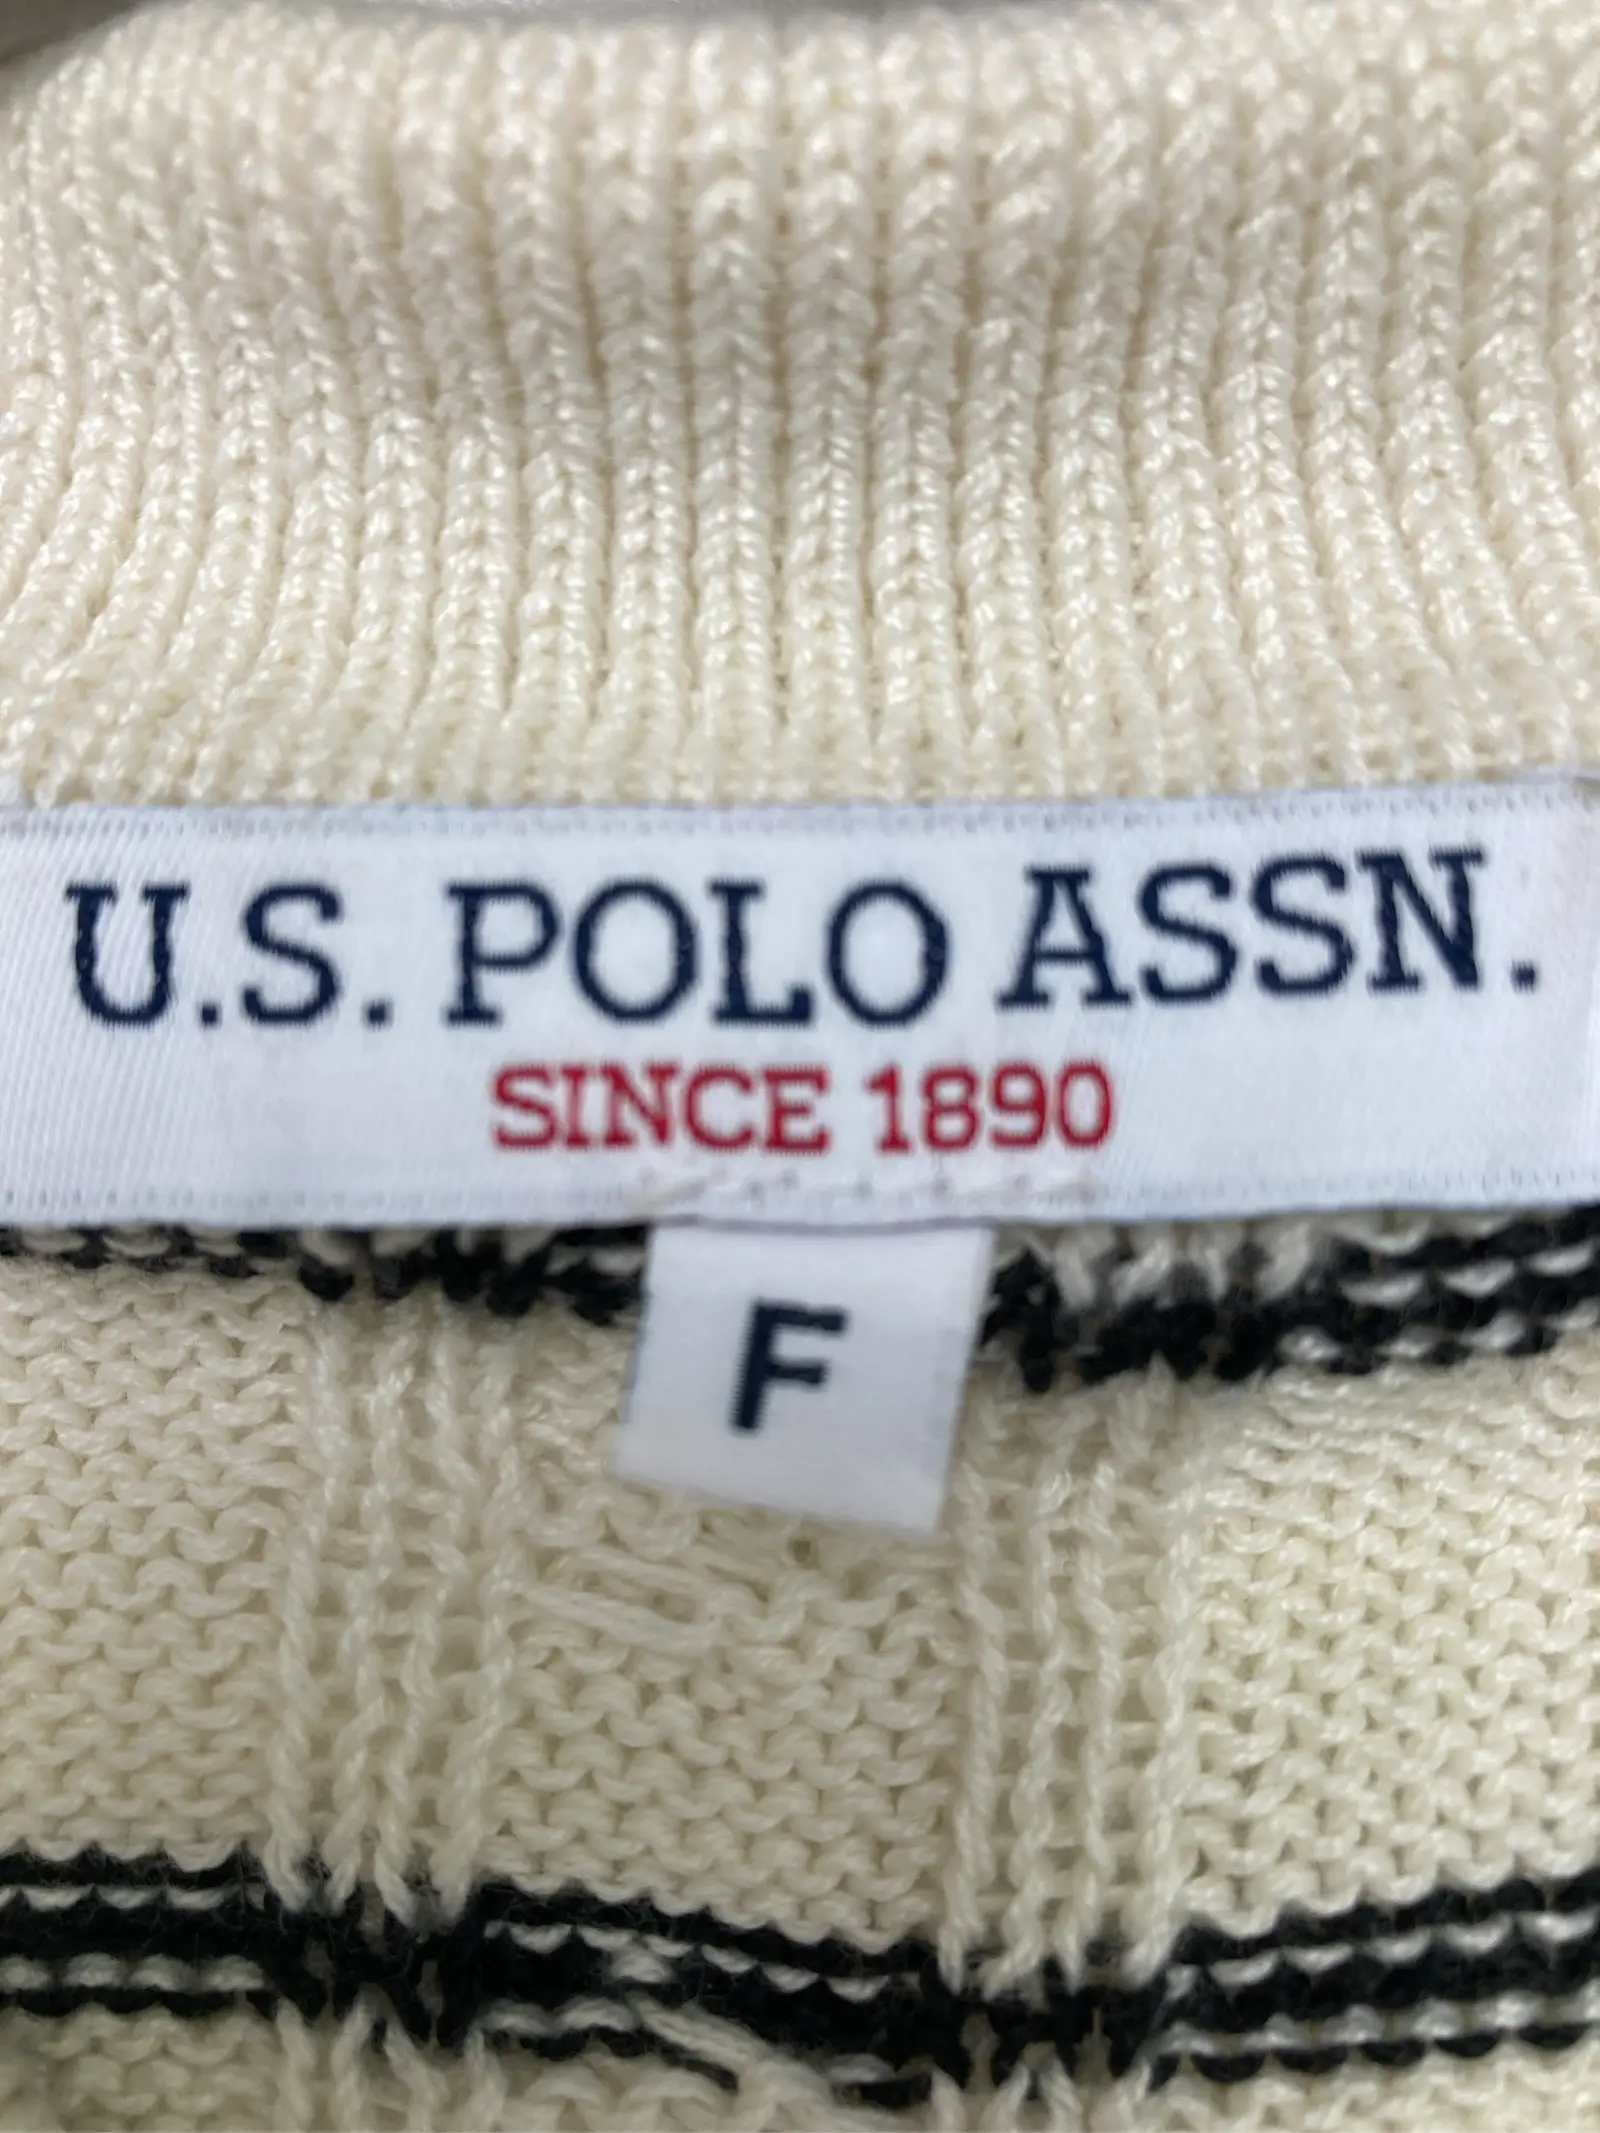 U.S. POLO ASSN.
SINCE 1890
F